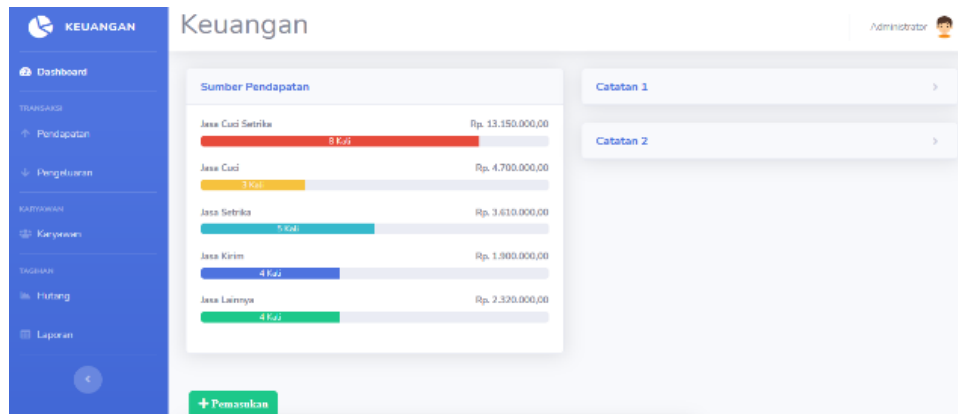 KEUANGAN
Dashboard
TRANSAKSI
Pendapatan
Pengeluaran
KARYAWAN
Karyawan
TAGIHAN
Hutang
Laporan
Keuangan
Administrator
Sumber Pendapatan
Jasa Cuci Setrika Rp. 13.150.000,00
8 Kali
Jasa Cuci Rp. 4.700.000,00
3 Kali
Jasa Setrika Rp. 3.610.000,00
5 Kali
Jasa Kirim Rp. 1.900.000,00
4 Kali
Jasa Lainnya Rp. 2.320.000,00
4 Kali
Catatan 1
Catatan 2
+ Pemasukan